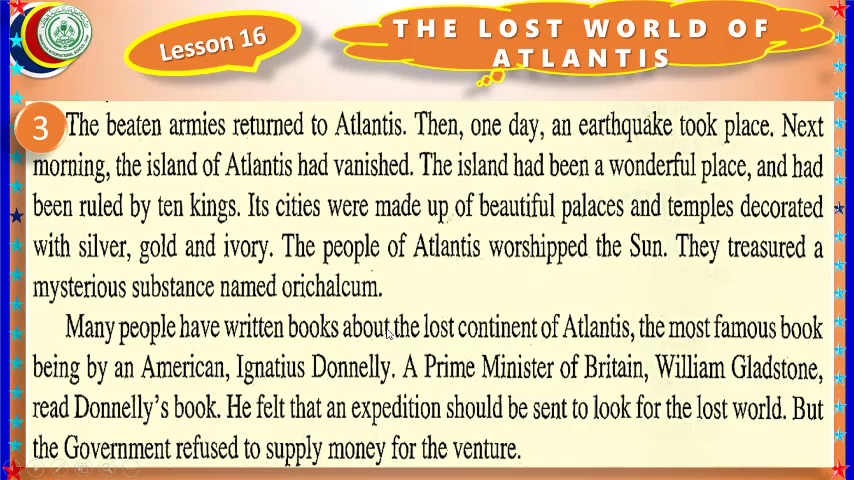 Lesson 16
THE LOST WORLD OF
ATLANTIS
3
The beaten armies returned to Atlantis. Then, one day, an earthquake took place. Next
morning, the island of Atlantis had vanished. The island had been a wonderful place, and had
been ruled by ten kings. Its cities were made up of beautiful palaces and temples decorated
with silver, gold and ivory. The people of Atlantis worshipped the Sun. They treasured a
mysterious substance named orichalcum.
Many people have written books about the lost continent of Atlantis, the most famous book
being by an American, Ignatius Donnelly. A Prime Minister of Britain, William Gladstone,
read Donnelly's book. He felt that an expedition should be sent to look for the lost world. But
the Government refused to supply money for the venture.